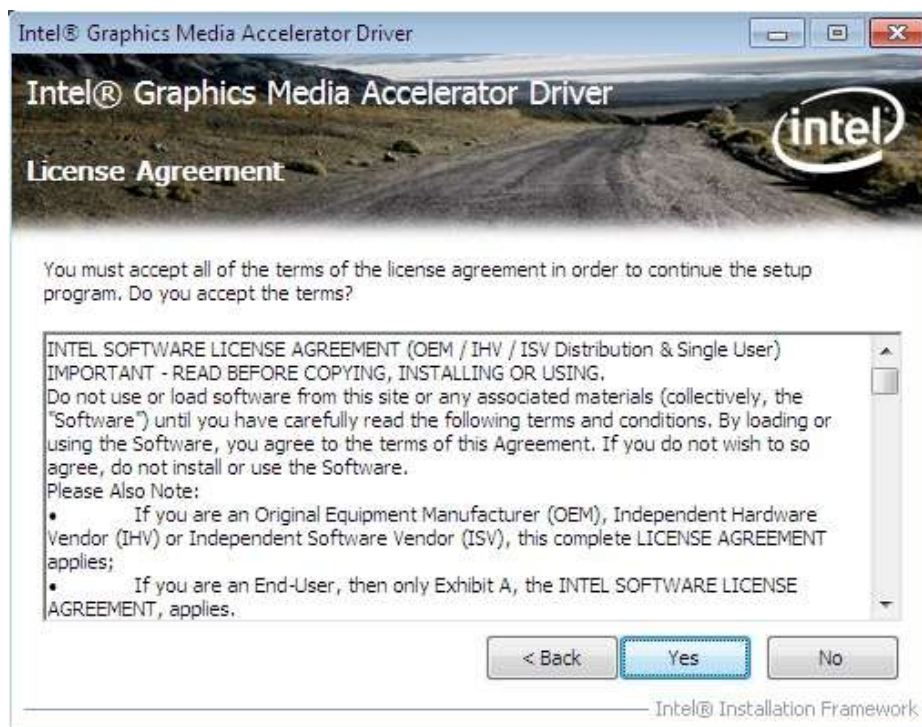 Intel® Graphics Media Accelerator Driver
Intel® Graphics Media Accelerator Driver
intel
License Agreement
You must accept all of the terms of the license agreement in order to continue the setup
program. Do you accept the terms?
INTEL SOFTWARE LICENSE AGREEMENT (OEM / IHV / ISV Distribution & Single User)
IMPORTANT - READ BEFORE COPYING, INSTALLING OR USING.
Do not use or load software from this site or any associated materials (collectively, the
"Software") until you have carefully read the following terms and conditions. By loading or
using the Software, you agree to the terms of this Agreement. If you do not wish to so
agree, do not install or use the Software.
Please Also Note:
• If you are an Original Equipment Manufacturer (OEM), Independent Hardware
Vendor (IHV) or Independent Software Vendor (ISV), this complete LICENSE AGREEMENT
applies;
• If you are an End-User, then only Exhibit A, the INTEL SOFTWARE LICENSE
AGREEMENT, applies.
< Back Yes No
Intel® Installation Framework